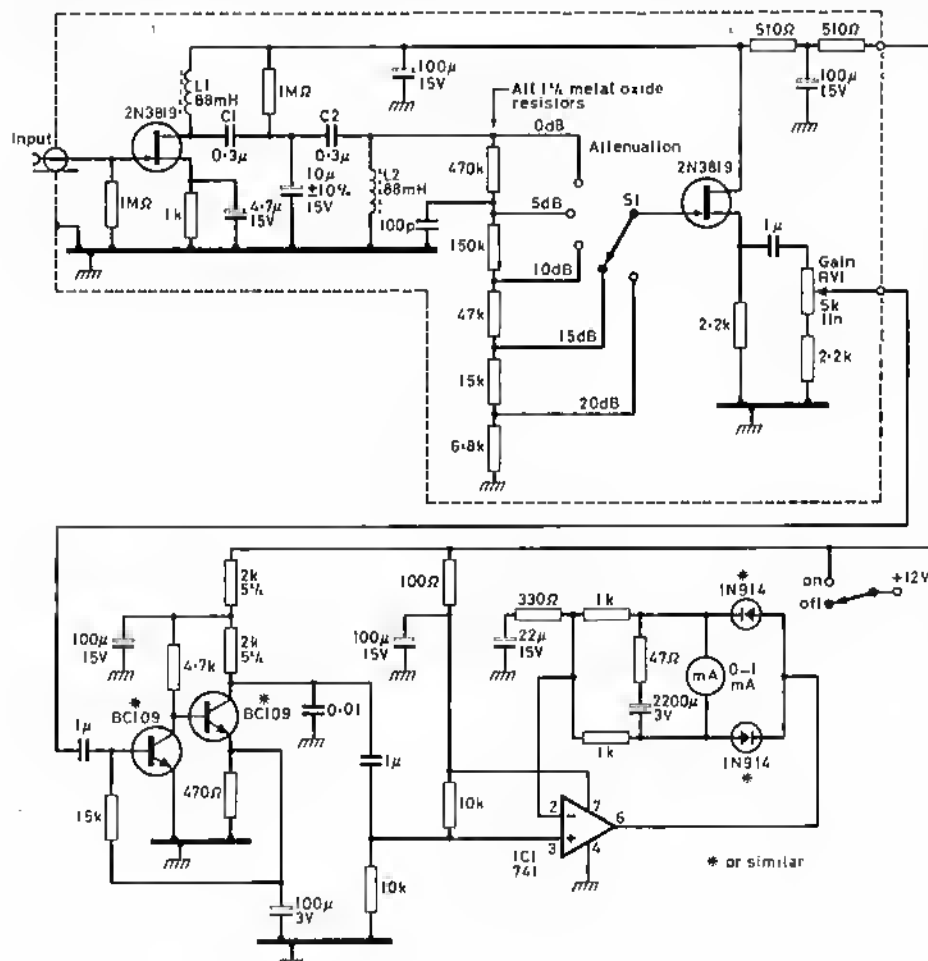 510Ω
510Ω
100μ
15V
L1
88mH
1MΩ
100μ
15V
All 1% metal oxide
resistors
2N3819
C1
0·3μ
C2
0·3μ
0dB
Attenuation
Input
470k
2N3819
10μ
±10%
15V
L2
88mH
1MΩ
1k
4·7μ
15V
100p
5dB
S1
1μ
150k
10dB
Gain
RV1
5k
lin
47k
2·2k
15dB
2·2k
15k
20dB
6·8k
2k
5%
100Ω
on
off
+12V
*
1N914
330Ω
1k
100μ
15V
2k
5%
100μ
15V
22μ
15V
47Ω
mA
0–1
mA
4·7k
2200μ
3V
*
BC109
*
BC109
0·01
1μ
1k
1N914
*
1μ
470Ω
15k
10k
2
7
6
3
4
IC1
741
* or similar
10k
100μ
3V